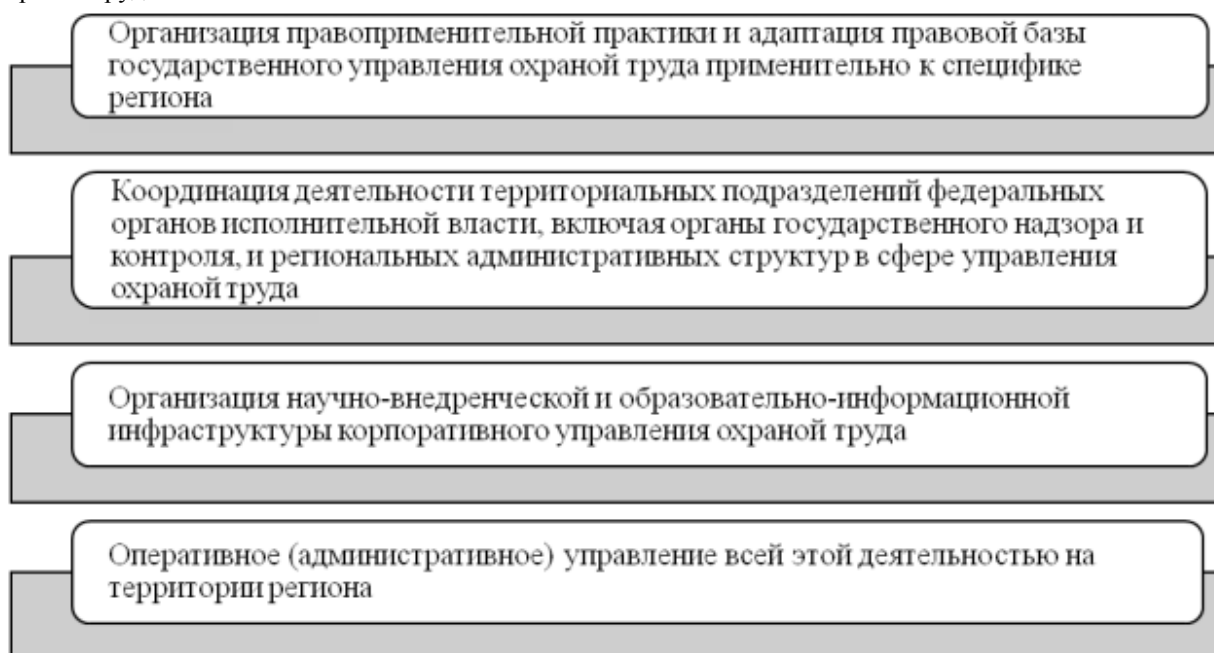 Организация правоприменительной практики и адаптация правовой базы
государственного управления охраной труда применительно к специфике
региона
Координация деятельности территориальных подразделений федеральных
органов исполнительной власти, включая органы государственного надзора и
контроля, и региональных административных структур в сфере управления
охраной труда
Организация научно-внедренческой и образовательно-информационной
инфраструктуры корпоративного управления охраной труда
Оперативное (административное) управление всей этой деятельностью на
территории региона